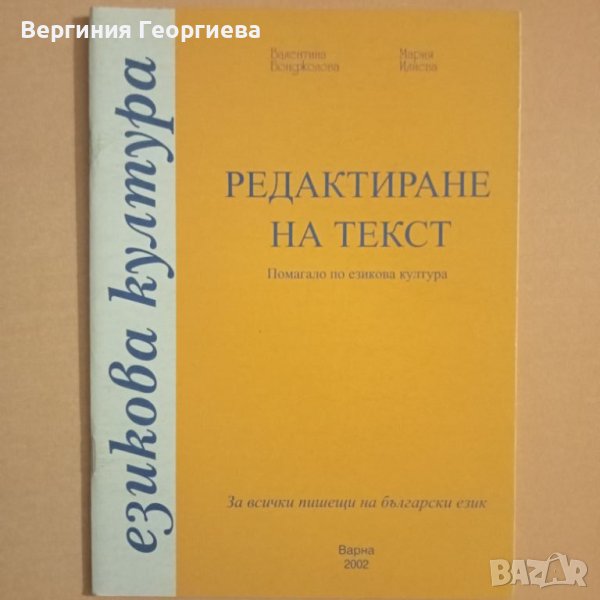 Вергиния Георгиева
Валентина Мария
Бонджолова Илиева
РЕДАКТИРАНЕ
НА ТЕКСТ
Помагало по езикова култура
За всички пишещи на български език
Варна
2002
езикова култура
BAZAR